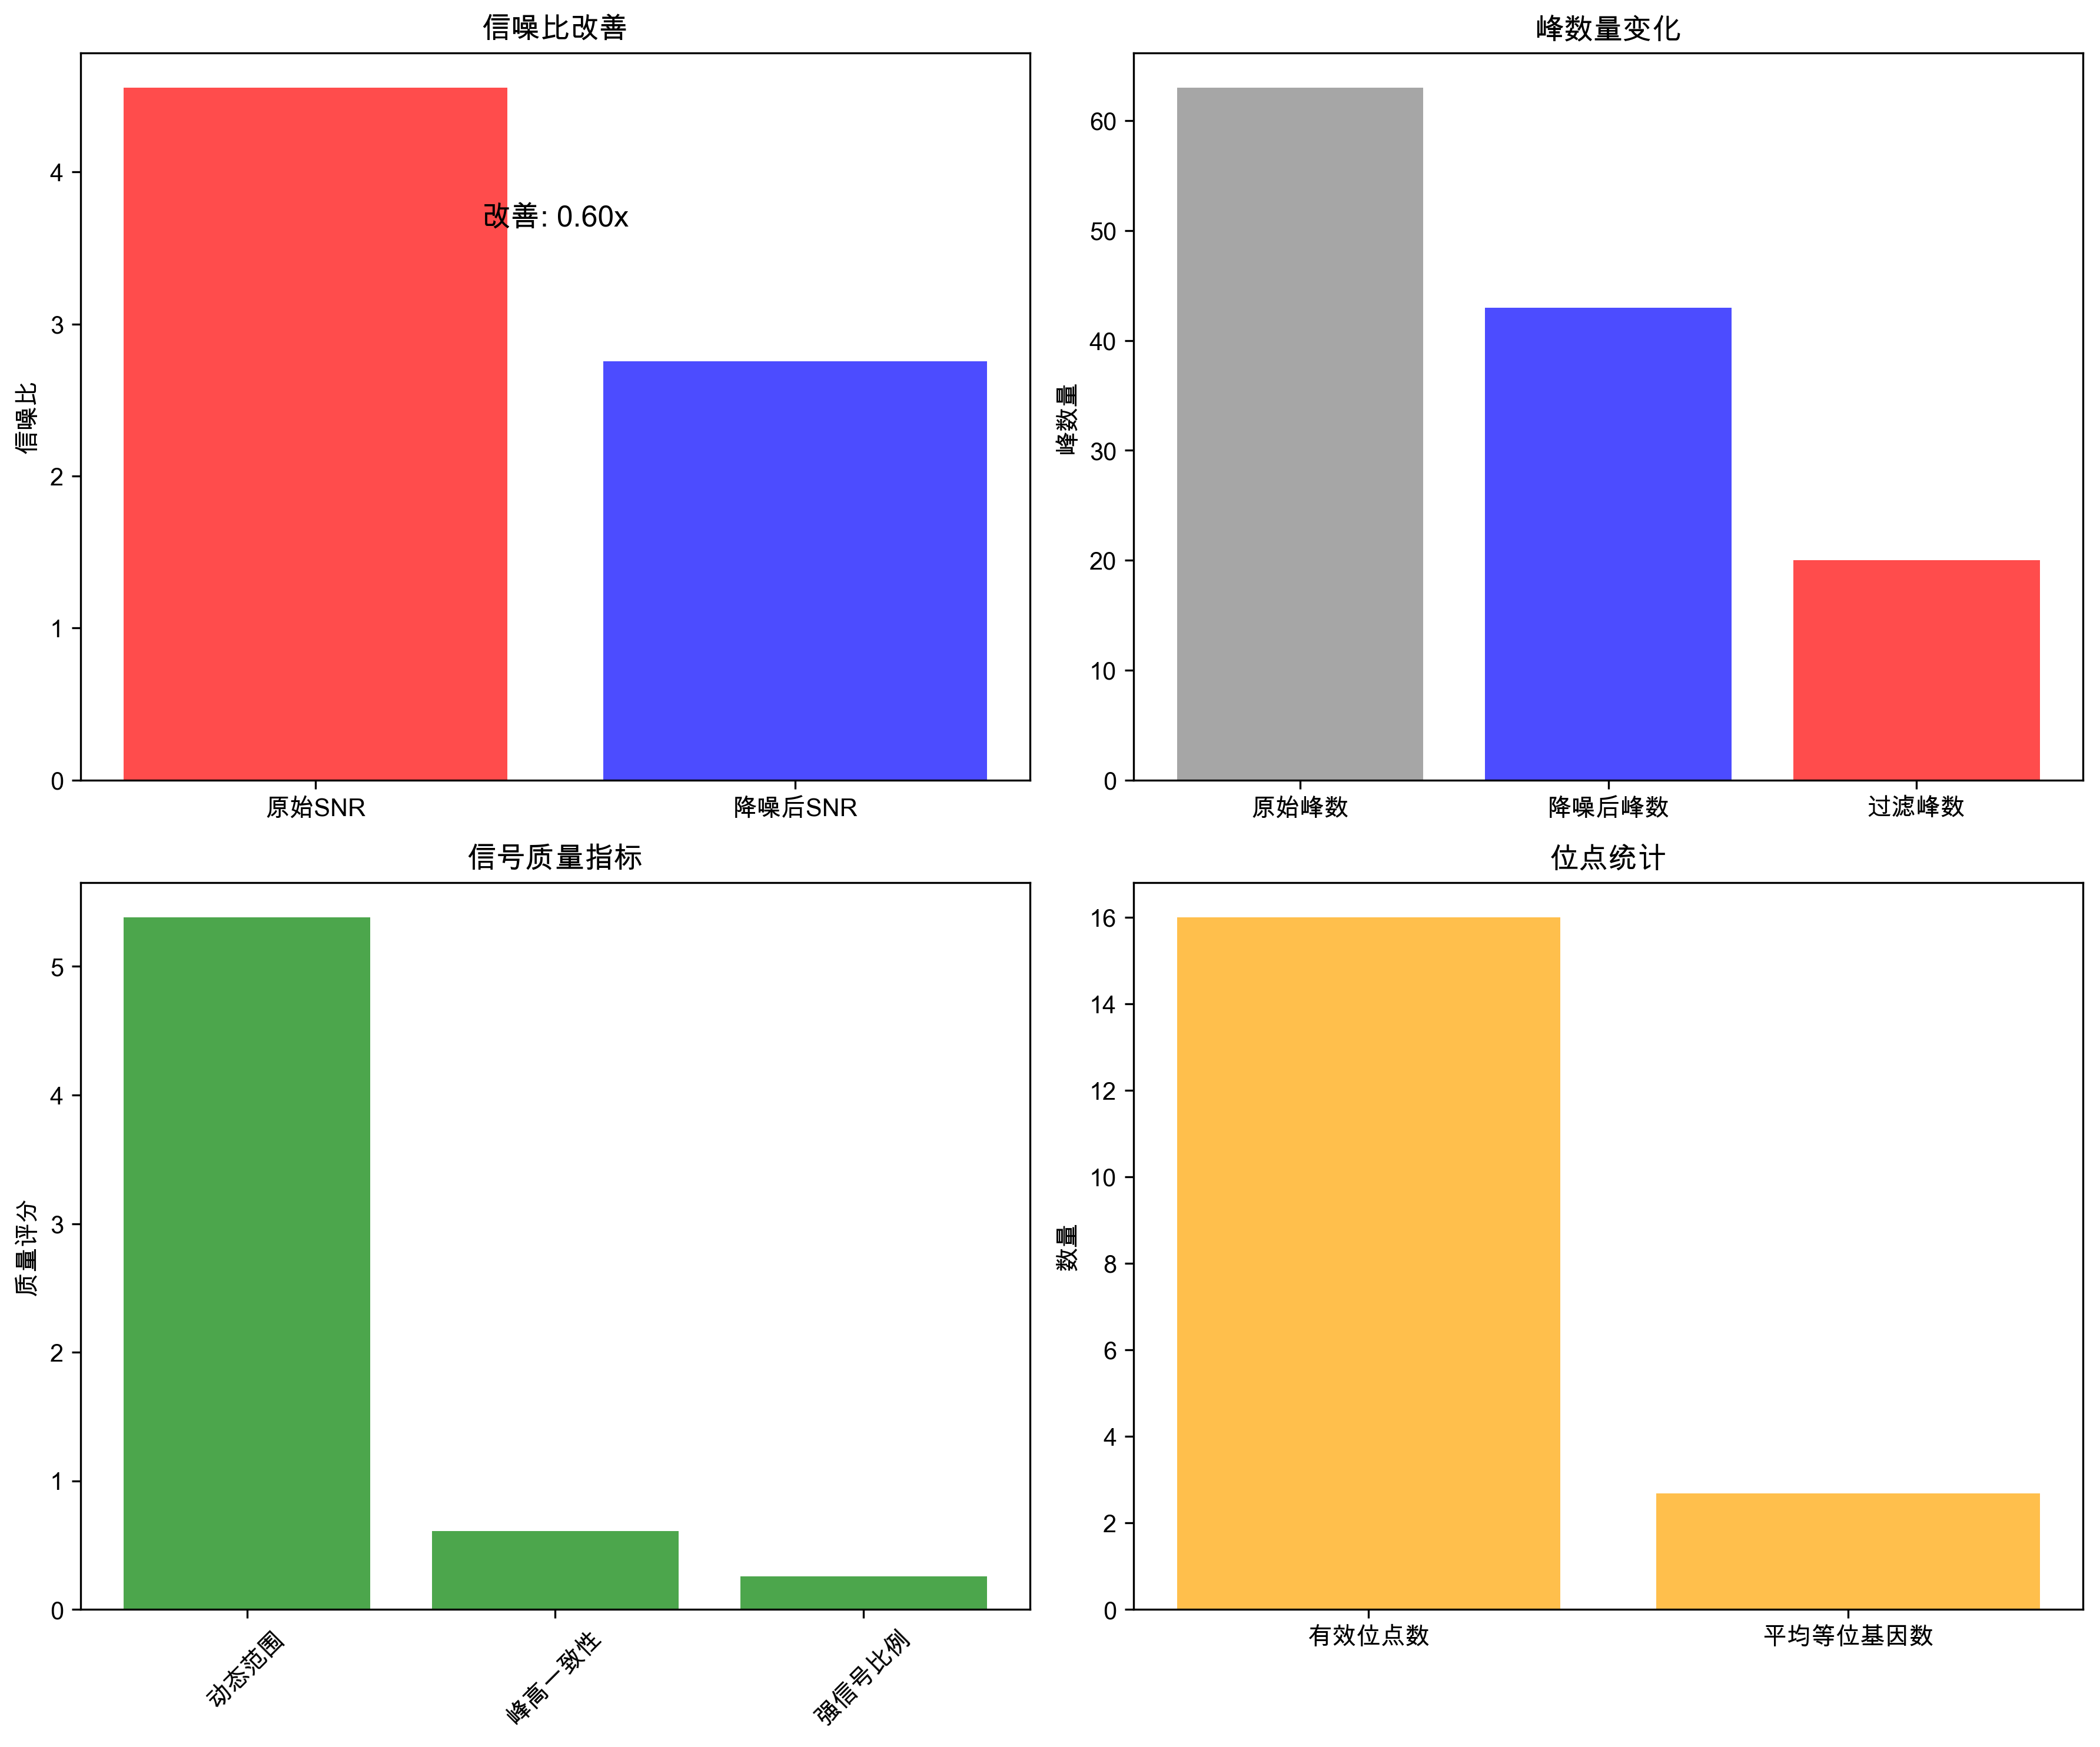 信噪比改善
信噪比
4
3
2
1
0
改善: 0.60x
原始SNR
降噪后SNR
峰数量变化
峰数量
60
50
40
30
20
10
0
原始峰数
降噪后峰数
过滤峰数
信号质量指标
质量评分
5
4
3
2
1
0
动态范围
峰高一致性
强信号比例
位点统计
数量
16
14
12
10
8
6
4
2
0
有效位点数
平均等位基因数